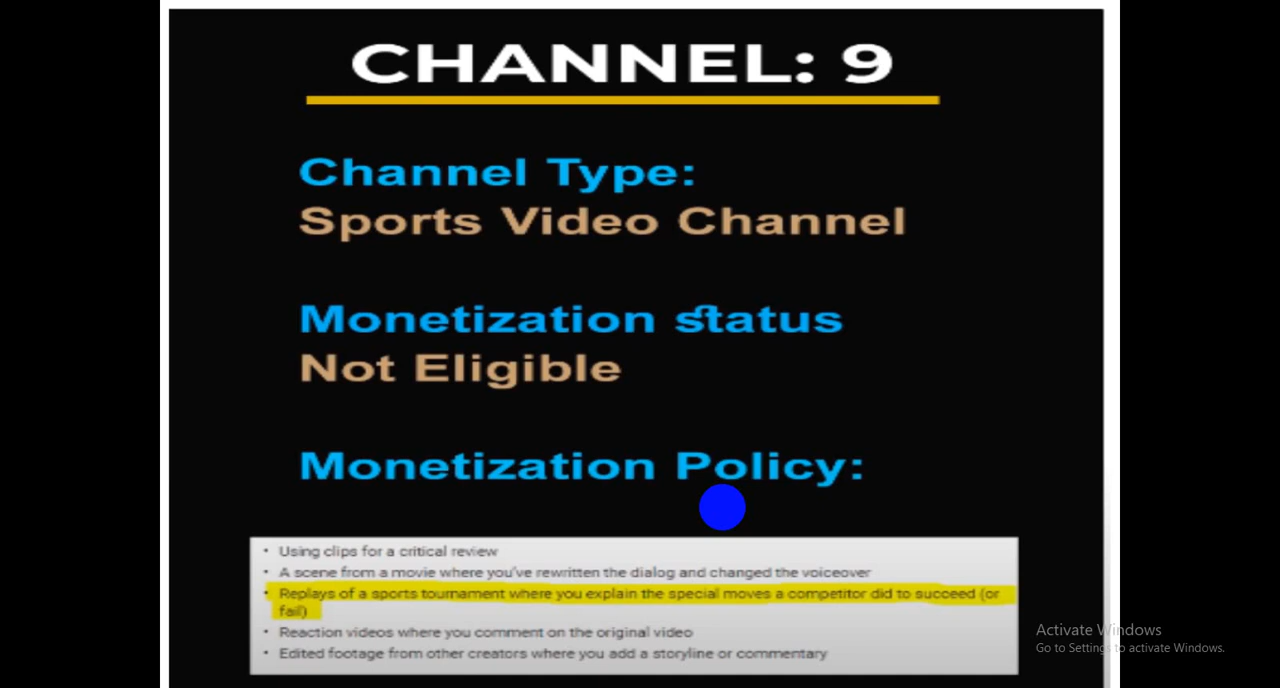 CHANNEL: 9
Channel Type:
Sports Video Channel
Monetization status
Not Eligible
Monetization Policy:
• Using clips for a critical review
• A scene from a movie where you've rewritten the dialog and changed the voiceover
• Replays of a sports tournament where you explain the special moves a competitor did to succeed (or
fail)
• Reaction videos where you comment on the original video
• Edited footage from other creators where you add a storyline or commentary
Activate Windows
Go to Settings to activate Windows.